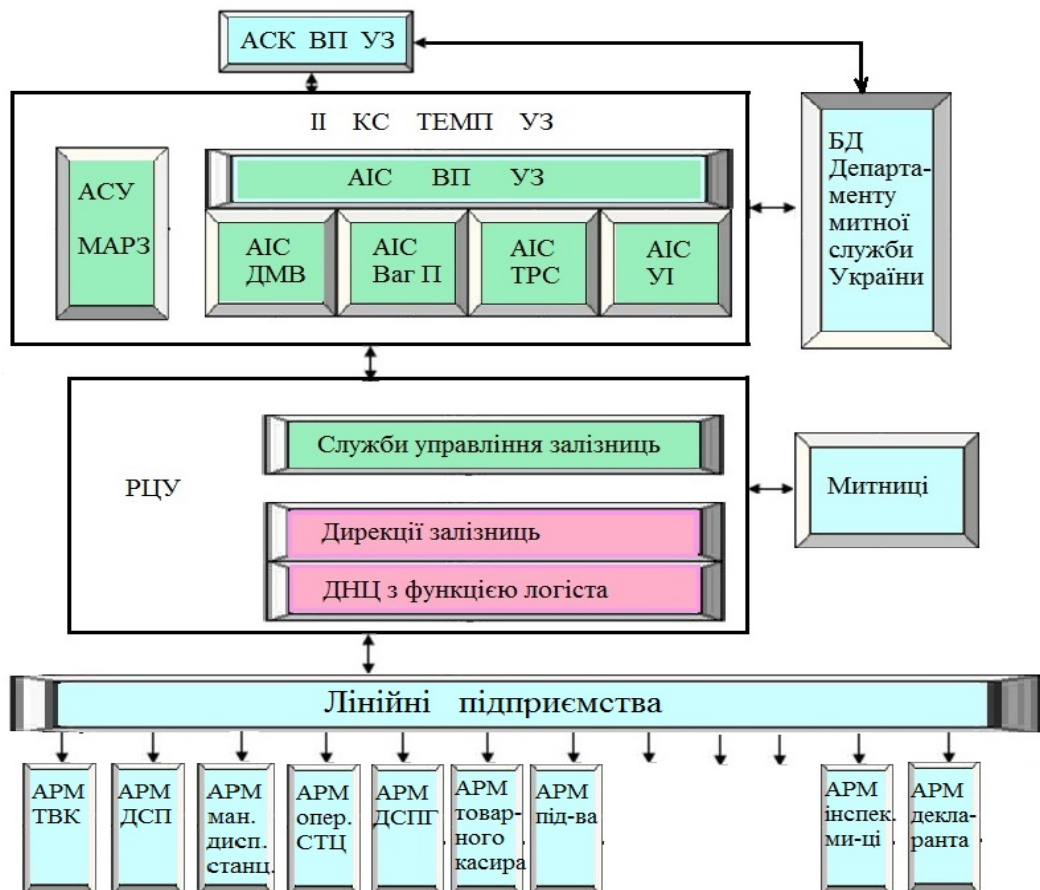 АСК ВП УЗ
ІІ КС ТЕМП УЗ
АСУ
МАРЗ
АІС ВП УЗ
АІС
ДМВ
АІС
Ваг П
АІС
ТРС
АІС
УІ
БД
Департа-
менту
митної
служби
України
РЦУ
Служби управління залізниць
Дирекції залізниць
ДНЦ з функцією логіста
Митниці
Лінійні підприємства
АРМ
ТВК
АРМ
ДСП
АРМ
ман.
дисп.
станц.
АРМ
опер.
СТЦ
АРМ
ДСПГ
АРМ
товар-
ного
касира
АРМ
під-ва
АРМ
інспек.
ми-ці
АРМ
декла-
ранта